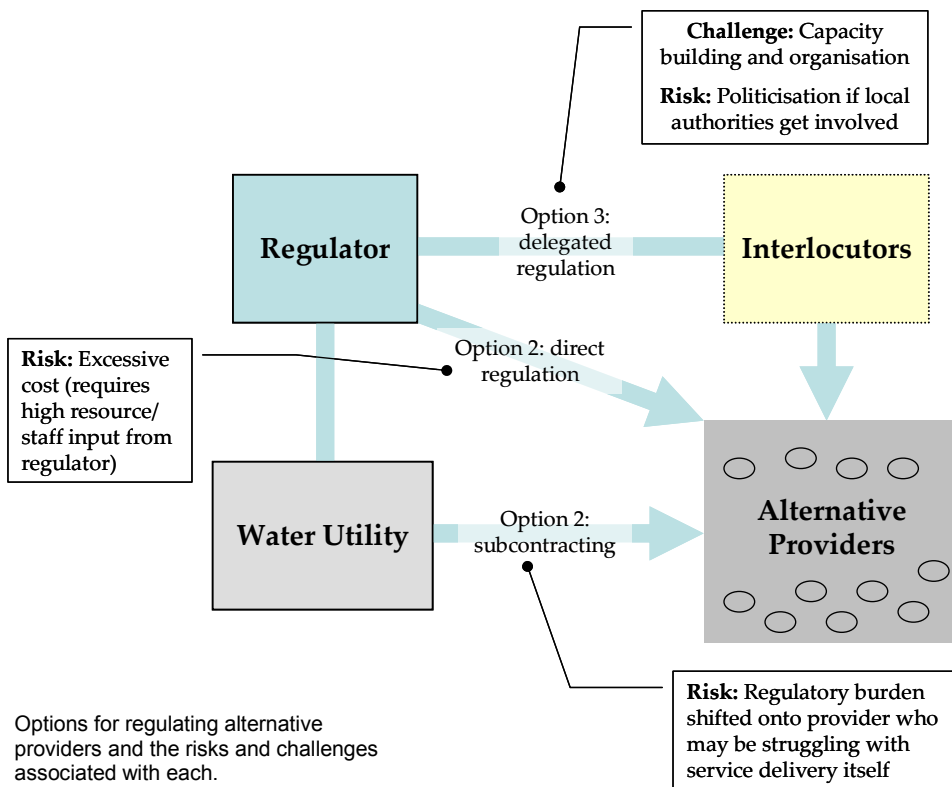 Challenge: Capacity
building and organisation
Risk: Politicisation if local
authorities get involved
Regulator
Option 3:
delegated
regulation
Interlocutors
Risk: Excessive
cost (requires
high resource/
staff input from
regulator)
Option 2: direct
regulation
Water Utility
Option 2:
subcontracting
Alternative
Providers
Risk: Regulatory burden
shifted onto provider who
may be struggling with
service delivery itself
Options for regulating alternative
providers and the risks and challenges
associated with each.